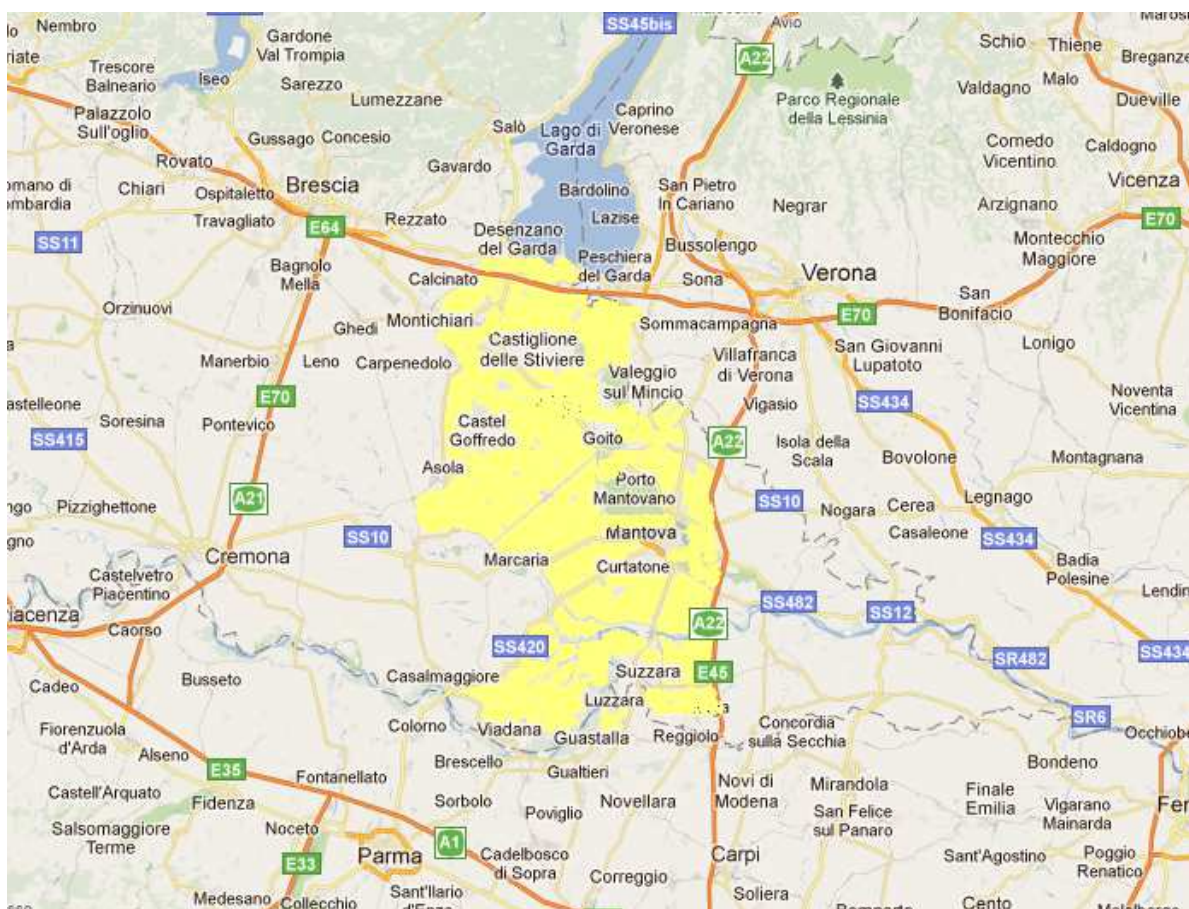 SS45bis
Avio
Nembro
Gardone
Val Trompia
A22
Schio
Thiene
Breganze
Trescore
Balneario
Iseo
Sarezzo
Valdagno
Malo
Lumezzane
Caprino
Veronese
Parco Regionale
della Lessinia
Dueville
Palazzolo
Sull'oglio
Gussago
Concesio
Salò
Lago di
Garda
Cornedo
Vicentino
Caldogno
Rovato
Gavardo
Chiari
Ospitaletto
Brescia
Bardolino
San Pietro
In Cariano
Negrar
Arzignano
Vicenza
Travagliato
Rezzato
Lazise
E70
SS11
E64
Desenzano
del Garda
Bussolengo
Montecchio
Maggiore
Bagnolo
Mella
Calcinato
Peschiera
del Garda
Sona
Verona
Orzinuovi
Montichiari
San
Bonifacio
Ghedi
Sommacampagna
E70
Castiglione
delle Stiviere
Lonigo
Manerbio
Leno
Carpenedolo
Villafranca
di Verona
San Giovanni
Lupatoto
Valeggio
sul Mincio
E70
SS434
Noventa
Vicentina
Vigasio
Soresina
Pontevico
Castel
Goffredo
Goito
A22
Isola della
Scala
SS415
Asola
Bovolone
Montagnana
Porto
Mantovano
A21
Pizzighettone
SS10
Legnago
Nogara
Cerea
Casaleone
SS10
Mantova
SS434
Cremona
Marcaria
Curtatone
Badia
Polesine
Castelvetro
Piacentino
SS482
SS12
Caorso
A22
SS420
SR482
SS434
Busseto
Casalmaggiore
Suzzara
E45
Cadeo
Luzzara
Fiorenzuola
d'Arda
Colorno
Viadana
Guastalla
Reggiolo
Concordia
sulla Secchia
SR6
Alseno
E35
Fontanellato
Brescello
Gualtieri
Bondeno
Novi di
Modena
Mirandola
Castell'Arquato
Fidenza
Sorbolo
Poviglio
Novellara
Finale
Emilia
Vigarano
Mainarda
San Felice
sul Panaro
Salsomaggiore
Terme
Noceto
A1
Parma
E33
Cadelbosco
di Sopra
Carpi
Sant'Agostino
Poggio
Renatico
Correggio
Medesano
Collecchio
Sant'Ilario
Soliera
Cento